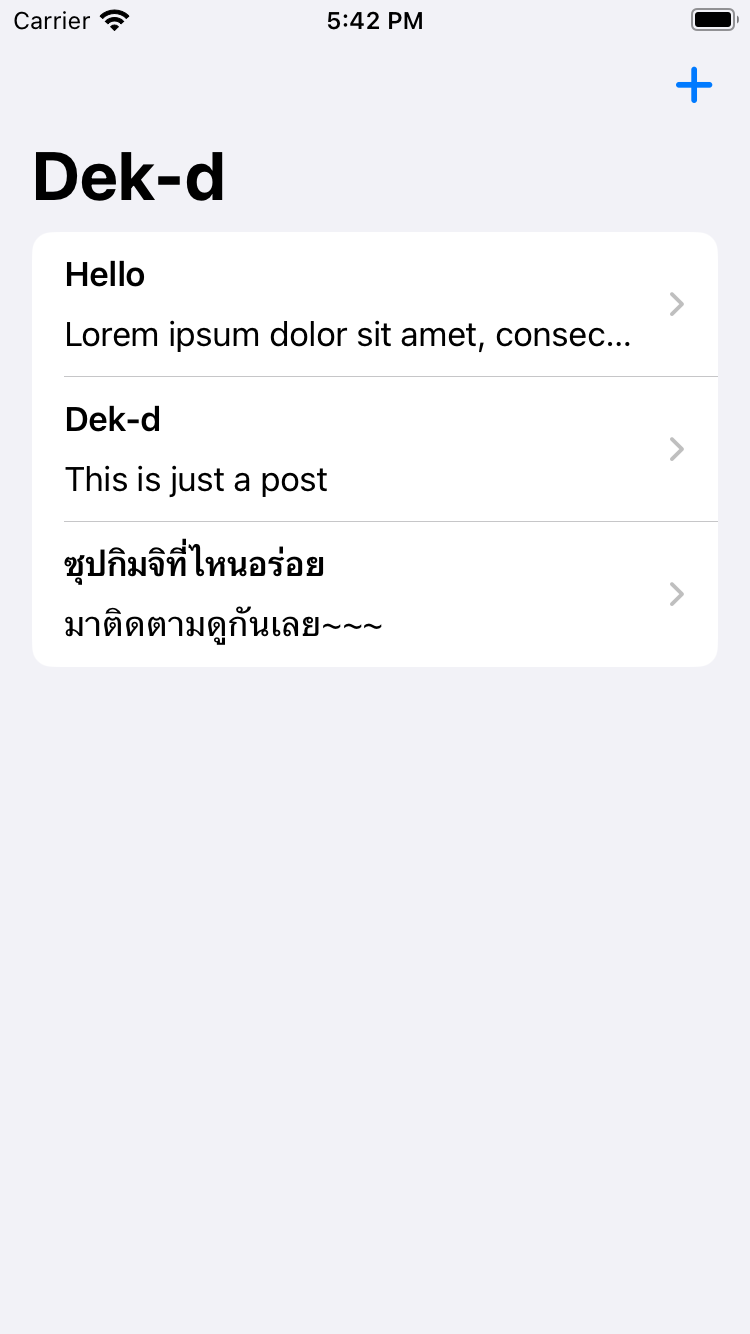 Carrier 5:42 PM
Dek-d
Hello
Lorem ipsum dolor sit amet, consec...
Dek-d
This is just a post
ซุปกิมจิที่ไหนอร่อย
มาติดตามดูกันเลย~~~